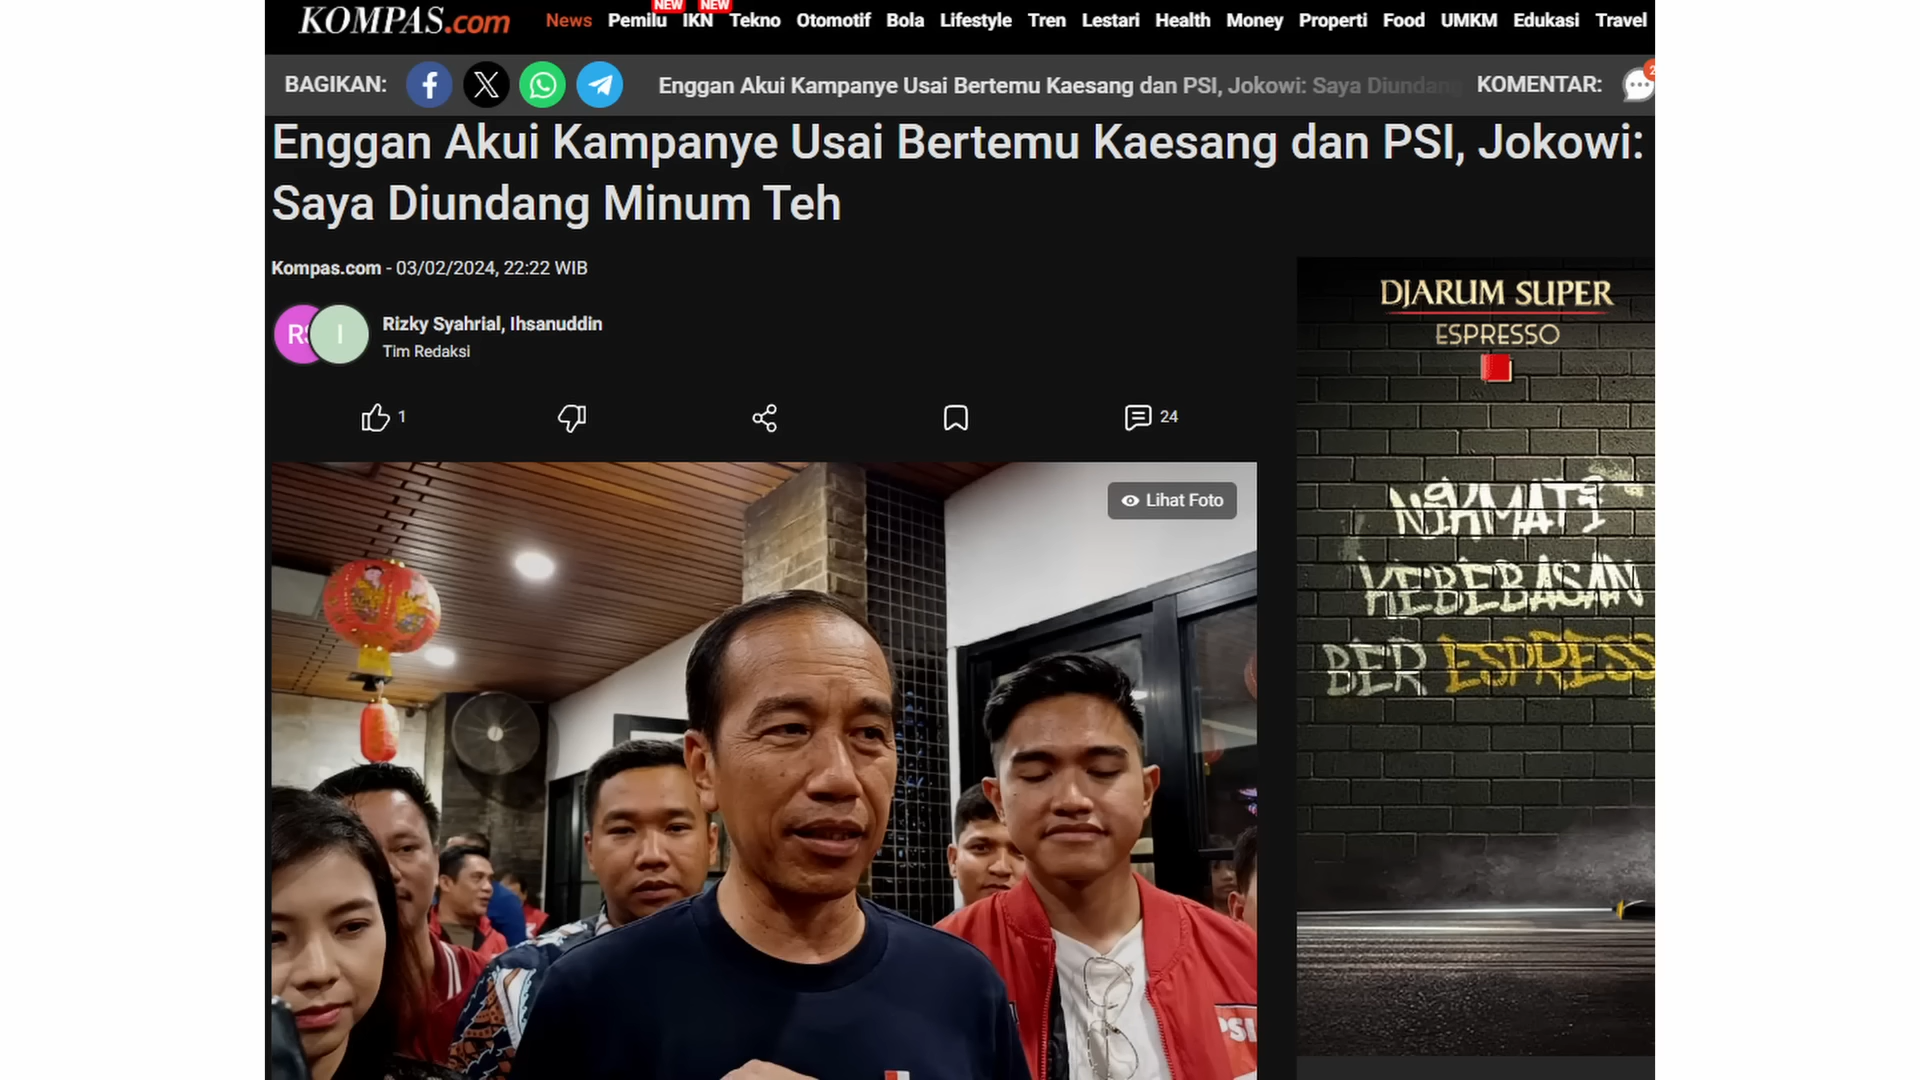 KOMPAS.com
News Pemilu NEW IKN NEW Tekno Otomotif Bola Lifestyle Tren Lestari Health Money Properti Food UMKM Edukasi Travel
BAGIKAN:
Enggan Akui Kampanye Usai Bertemu Kaesang dan PSI, Jokowi: Saya Diundang
KOMENTAR:
2
Enggan Akui Kampanye Usai Bertemu Kaesang dan PSI, Jokowi:
Saya Diundang Minum Teh
Kompas.com - 03/02/2024, 22:22 WIB
RS I
Rizky Syahrial, Ihsanuddin
Tim Redaksi
1
24
Lihat Foto
PSI
DJARUM SUPER
ESPRESSO
NIKMATI
KEBEBASAN
BER ESPRESS